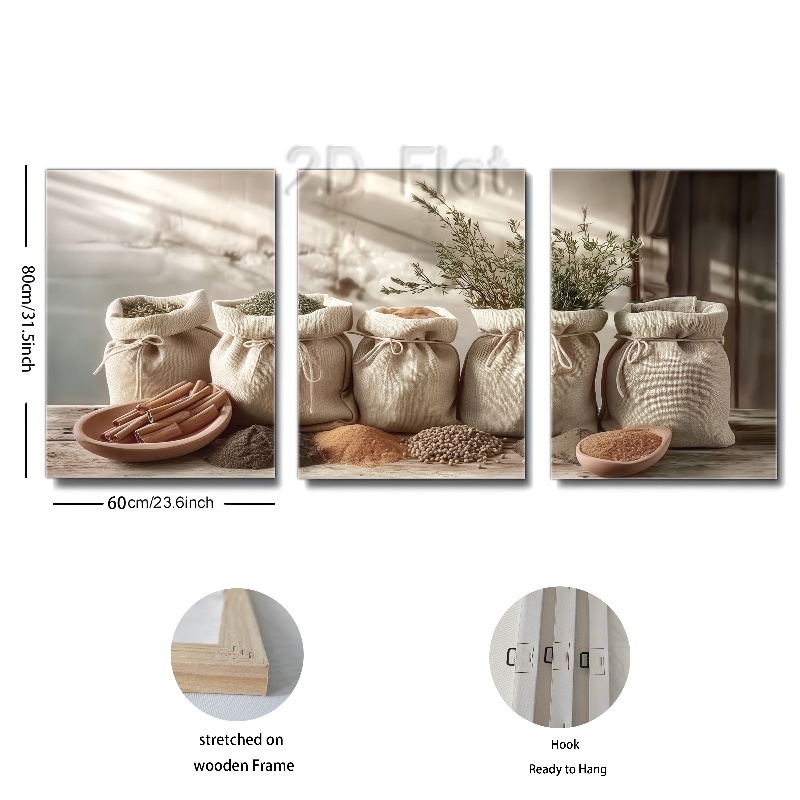 2D Flat
80cm/31.5inch
60cm/23.6inch
stretched on
wooden Frame
Hook
Ready to Hang